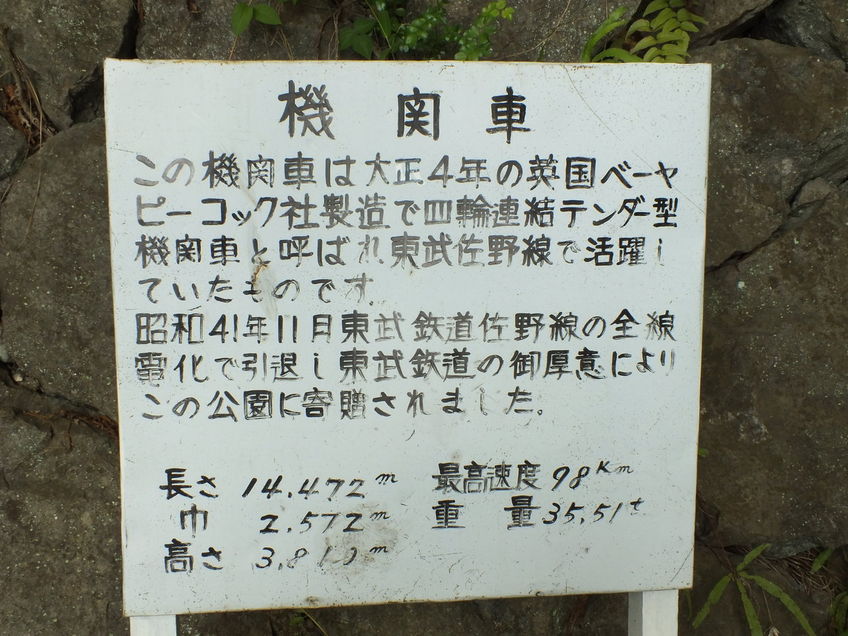 機関車
この機関車は大正4年の英国ベーヤ
ピーコック社製造で四輪連結テンダー型
機関車と呼ばれ東武佐野線で活躍し
ていたものです.
昭和41年11月東武鉄道佐野線の全線
電化で引退し東武鉄道の御厚意により
この公園に寄贈されました。
長さ 14.472m 最高速度 98Km
巾 2.572m 重量 35.51t
高さ